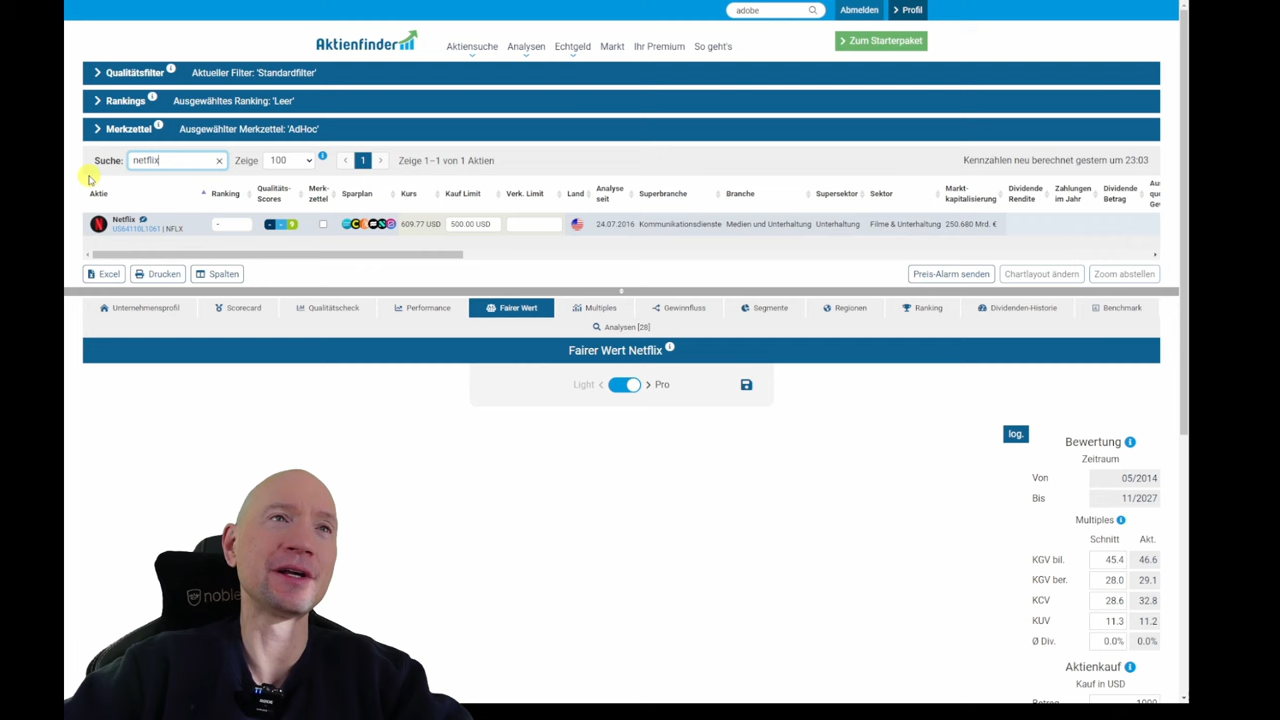 adobe
Abmelden
Profil
Aktienfinder
Aktiensuche
Analysen
Echtgeld
Markt
Ihr Premium
So geht's
Zum Starterpaket
Qualitätsfilter
Aktueller Filter: 'Standardfilter'
Rankings
Ausgewähltes Ranking: 'Leer'
Merkzettel
Ausgewählter Merkzettel: 'AdHoc'
Suche: netflix
Zeige 100
1
Zeige 1–1 von 1 Aktien
Kennzahlen neu berechnet gestern um 23:03
Aktie
Ranking
Qualitäts-
Scores
Merk-
zettel
Sparplan
Kurs
Kauf Limit
Verk. Limit
Land
Analyse
seit
Superbranche
Branche
Supersektor
Sektor
Markt-
kapitalisierung
Dividende
Rendite
Zahlungen
im Jahr
Dividende
Betrag
Netflix
US64110L1061 | NFLX
-
- - 9
609.77 USD
500.00 USD
24.07.2016
Kommunikationsdienste
Medien und Unterhaltung
Unterhaltung
Filme & Unterhaltung
250.680 Mrd. €
Excel
Drucken
Spalten
Preis-Alarm senden
Chartlayout ändern
Zoom abstellen
Unternehmensprofil
Scorecard
Qualitätscheck
Performance
Fairer Wert
Multiples
Gewinnfluss
Segmente
Regionen
Ranking
Dividenden-Historie
Benchmark
Analysen [28]
Fairer Wert Netflix
Light
Pro
log.
Bewertung
Zeitraum
Von 05/2014
Bis 11/2027
Multiples
Schnitt Akt.
KGV bil. 45.4 46.6
KGV ber. 28.0 29.1
KCV 28.6 32.8
KUV 11.3 11.2
Ø Div. 0.0% 0.0%
Aktienkauf
Kauf in USD
Betrag 1000
noble